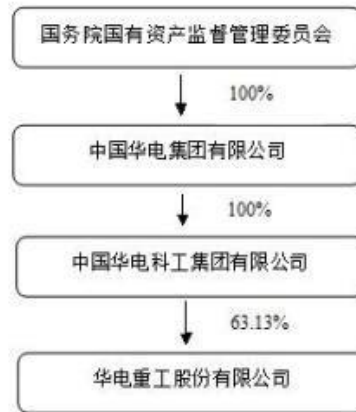 国务院国有资产监督管理委员会
100%
中国华电集团有限公司
100%
中国华电科工集团有限公司
63.13%
华电重工股份有限公司